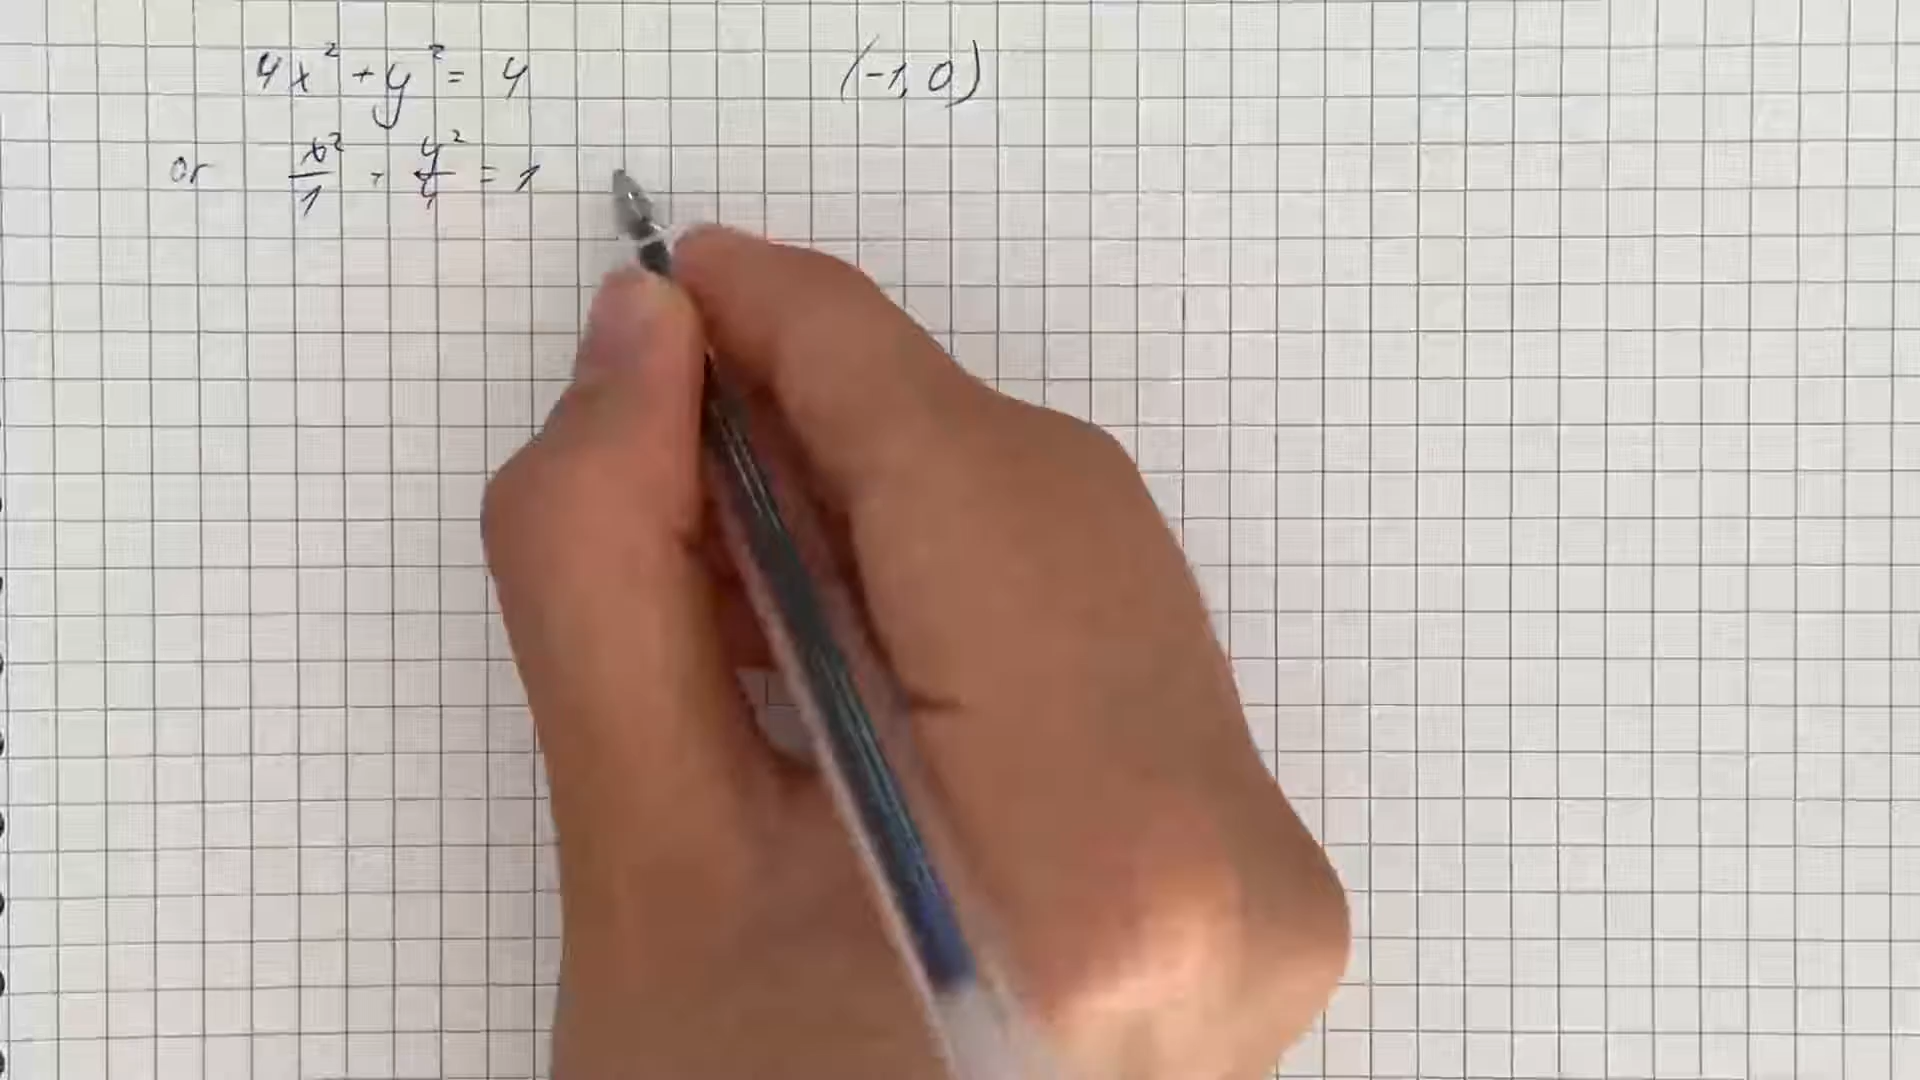 4x² + y² = 4 (-1, 0)
or x²/1 + y²/4 = 1